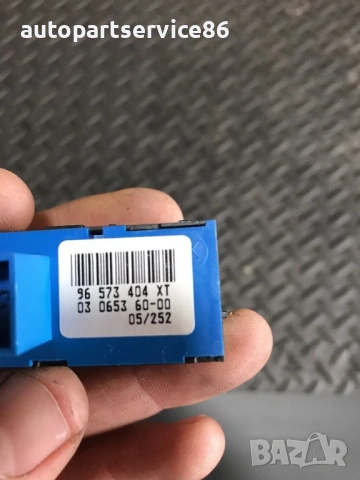 autopartservice86
96 573 404 XT
03 0653 60-00
05/252
BAZAR